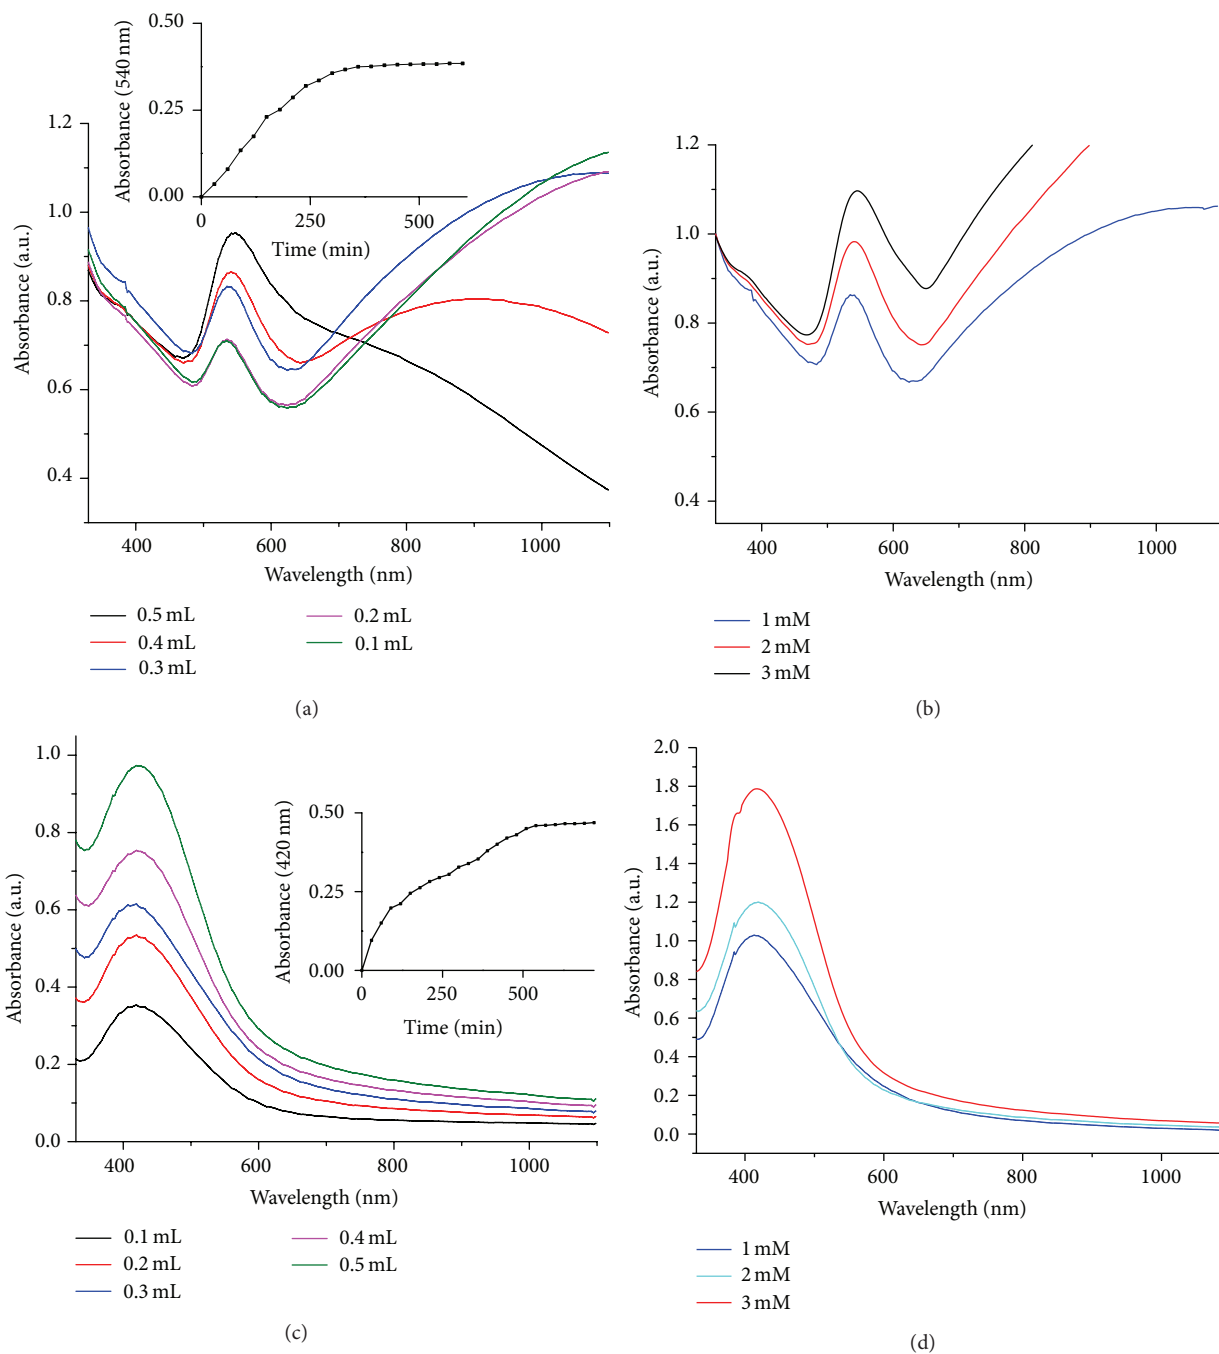 0.50
0.25
0.00
Absorbance (540 nm)
0
250
500
Time (min)
1.2
1.0
0.8
0.6
0.4
Absorbance (a.u.)
400
600
800
1000
Wavelength (nm)
0.5 mL
0.4 mL
0.3 mL
0.2 mL
0.1 mL
(a)
1.2
1.0
0.8
0.6
0.4
Absorbance (a.u.)
400
600
800
1000
Wavelength (nm)
1 mM
2 mM
3 mM
(b)
1.0
0.8
0.6
0.4
0.2
0.0
Absorbance (a.u.)
0.50
0.25
0.00
Absorbance (420 nm)
0
250
500
Time (min)
400
600
800
1000
Wavelength (nm)
0.1 mL
0.2 mL
0.3 mL
0.4 mL
0.5 mL
(c)
2.0
1.8
1.6
1.4
1.2
1.0
0.8
0.6
0.4
0.2
0.0
Absorbance (a.u.)
400
600
800
1000
Wavelength (nm)
1 mM
2 mM
3 mM
(d)